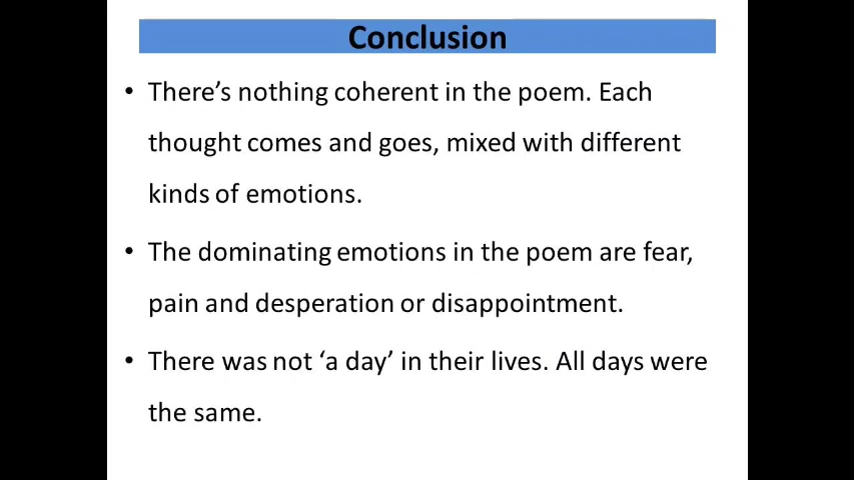 Conclusion
• There’s nothing coherent in the poem. Each
thought comes and goes, mixed with different
kinds of emotions.
• The dominating emotions in the poem are fear,
pain and desperation or disappointment.
• There was not ‘a day’ in their lives. All days were
the same.